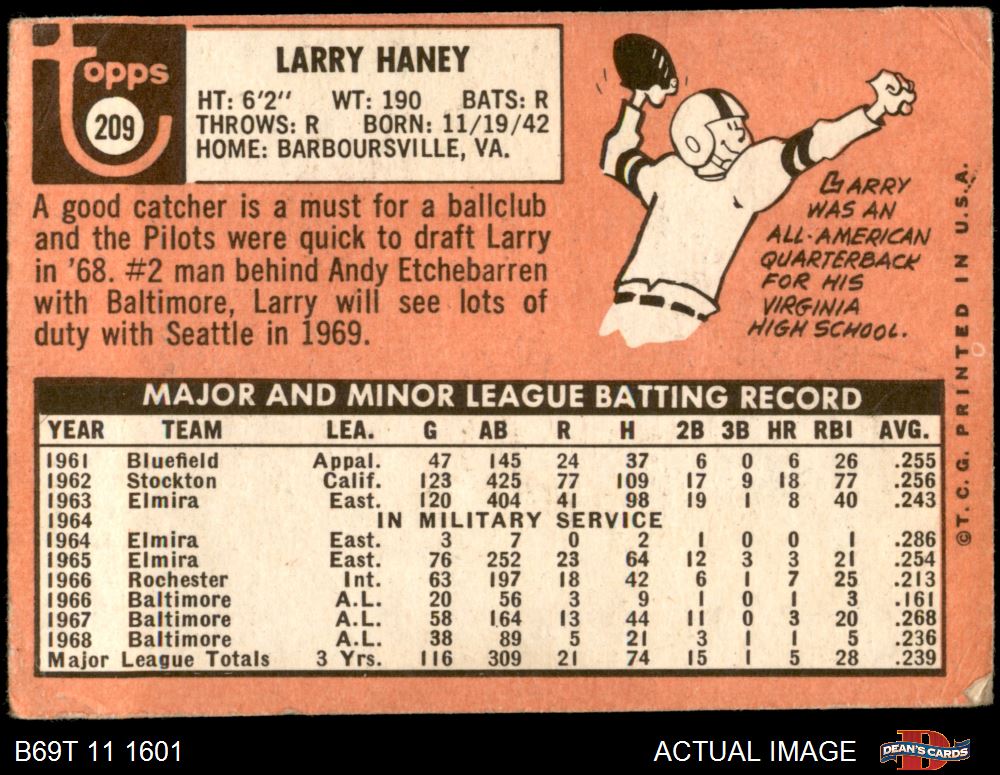 topps
209
LARRY HANEY
HT: 6'2" WT: 190 BATS: R
THROWS: R BORN: 11/19/42
HOME: BARBOURSVILLE, VA.
A good catcher is a must for a ballclub
and the Pilots were quick to draft Larry
in '68. #2 man behind Andy Etchebarren
with Baltimore, Larry will see lots of
duty with Seattle in 1969.
GARRY
WAS AN
ALL-AMERICAN
QUARTERBACK
FOR HIS
VIRGINIA
HIGH SCHOOL.
©T.C.G. PRINTED IN U.S.A.
MAJOR AND MINOR LEAGUE BATTING RECORD
YEAR TEAM LEA. G AB R H 2B 3B HR RBI AVG.
1961 Bluefield Appal. 47 145 24 37 6 0 6 26 .255
1962 Stockton Calif. 123 425 77 109 17 9 18 77 .256
1963 Elmira East. 120 404 41 98 19 1 8 40 .243
1964 IN MILITARY SERVICE
1964 Elmira East. 3 7 0 2 1 0 0 1 .286
1965 Elmira East. 76 252 23 64 12 3 3 21 .254
1966 Rochester Int. 63 197 18 42 6 1 7 25 .213
1966 Baltimore A.L. 20 56 3 9 1 0 1 3 .161
1967 Baltimore A.L. 58 164 13 44 11 0 3 20 .268
1968 Baltimore A.L. 38 89 5 21 3 1 1 5 .236
Major League Totals 3 Yrs. 116 309 21 74 15 1 5 28 .239
B69T 11 1601
ACTUAL IMAGE
DEAN'S CARDS